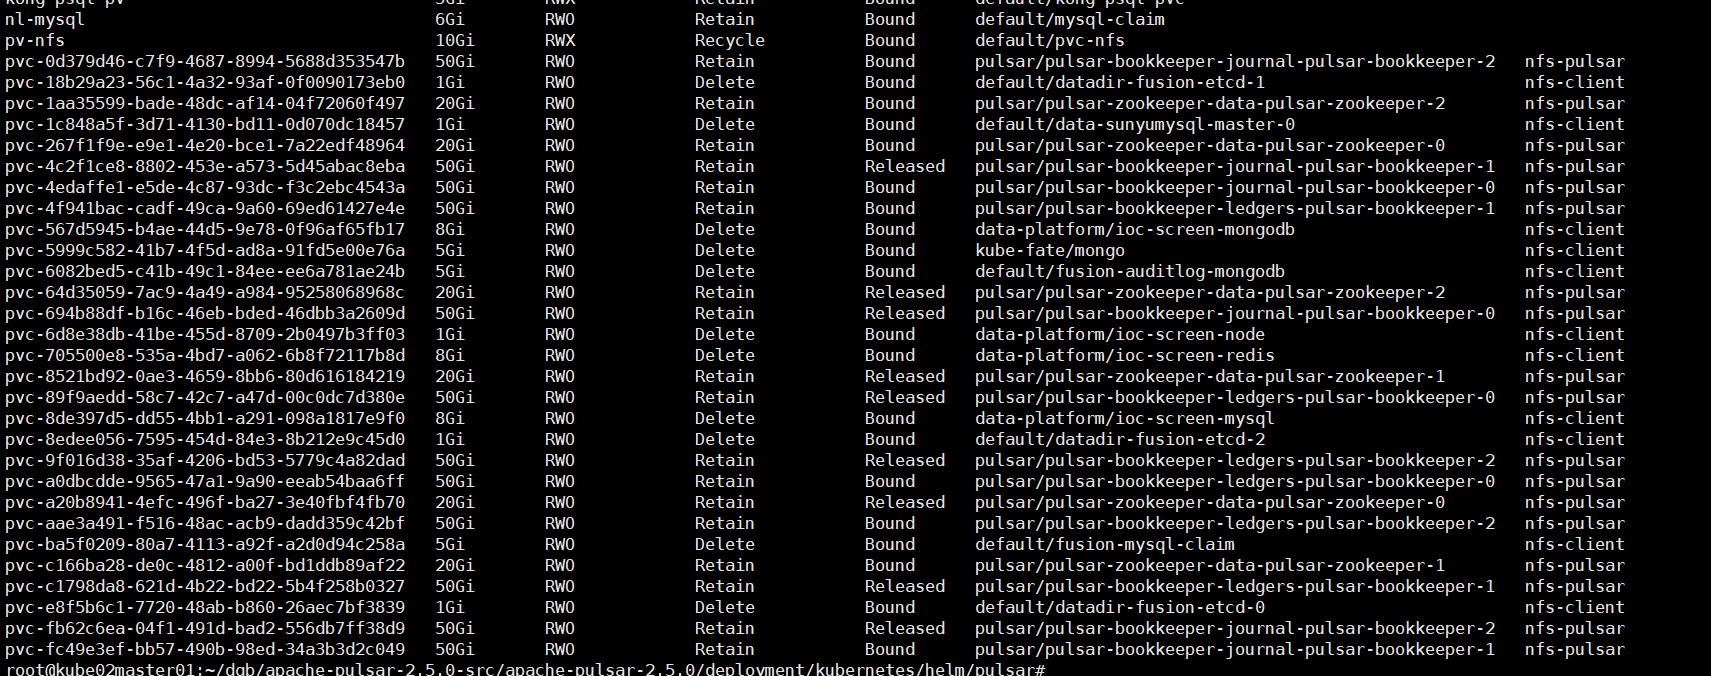 kong-psql-pv 5Gi RWX Retain Bound default/kong-psql-pvc
nl-mysql 6Gi RWO Retain Bound default/mysql-claim
pv-nfs 10Gi RWX Recycle Bound default/pvc-nfs
pvc-0d379d46-c7f9-4687-8994-5688d353547b 50Gi RWO Retain Bound pulsar/pulsar-bookkeeper-journal-pulsar-bookkeeper-2 nfs-pulsar
pvc-18b29a23-56c1-4a32-93af-0f0090173eb0 1Gi RWO Delete Bound default/datadir-fusion-etcd-1 nfs-client
pvc-1aa35599-bade-48dc-af14-04f72060f497 20Gi RWO Retain Bound pulsar/pulsar-zookeeper-data-pulsar-zookeeper-2 nfs-pulsar
pvc-1c848a5f-3d71-4130-bd11-0d070dc18457 1Gi RWO Delete Bound default/data-sunyumysql-master-0 nfs-client
pvc-267f1f9e-e9e1-4e20-bce1-7a22edf48964 20Gi RWO Retain Bound pulsar/pulsar-zookeeper-data-pulsar-zookeeper-0 nfs-pulsar
pvc-4c2f1ce8-8802-453e-a573-5d45abac8eba 50Gi RWO Retain Released pulsar/pulsar-bookkeeper-journal-pulsar-bookkeeper-1 nfs-pulsar
pvc-4edaffe1-e5de-4c87-93dc-f3c2ebc4543a 50Gi RWO Retain Bound pulsar/pulsar-bookkeeper-journal-pulsar-bookkeeper-0 nfs-pulsar
pvc-4f941bac-cadf-49ca-9a60-69ed61427e4e 50Gi RWO Retain Bound pulsar/pulsar-bookkeeper-ledgers-pulsar-bookkeeper-1 nfs-pulsar
pvc-567d5945-b4ae-44d5-9e78-0f96af65fb17 8Gi RWO Delete Bound data-platform/ioc-screen-mongodb nfs-client
pvc-5999c582-41b7-4f5d-ad8a-91fd5e00e76a 5Gi RWO Delete Bound kube-fate/mongo nfs-client
pvc-6082bed5-c41b-49c1-84ee-ee6a781ae24b 5Gi RWO Delete Bound default/fusion-auditlog-mongodb nfs-client
pvc-64d35059-7ac9-4a49-a984-95258068968c 20Gi RWO Retain Released pulsar/pulsar-zookeeper-data-pulsar-zookeeper-2 nfs-pulsar
pvc-694b88df-b16c-46eb-bded-46dbb3a2609d 50Gi RWO Retain Released pulsar/pulsar-bookkeeper-journal-pulsar-bookkeeper-0 nfs-pulsar
pvc-6d8e38db-41be-455d-8709-2b0497b3ff03 1Gi RWO Delete Bound data-platform/ioc-screen-node nfs-client
pvc-705500e8-535a-4bd7-a062-6b8f72117b8d 8Gi RWO Delete Bound data-platform/ioc-screen-redis nfs-client
pvc-8521bd92-0ae3-4659-8bb6-80d616184219 20Gi RWO Retain Released pulsar/pulsar-zookeeper-data-pulsar-zookeeper-1 nfs-pulsar
pvc-89f9aedd-58c7-42c7-a47d-00c0dc7d380e 50Gi RWO Retain Released pulsar/pulsar-bookkeeper-ledgers-pulsar-bookkeeper-0 nfs-pulsar
pvc-8de397d5-dd55-4bb1-a291-098a1817e9f0 8Gi RWO Delete Bound data-platform/ioc-screen-mysql nfs-client
pvc-8edee056-7595-454d-84e3-8b212e9c45d0 1Gi RWO Delete Bound default/datadir-fusion-etcd-2 nfs-client
pvc-9f016d38-35af-4206-bd53-5779c4a82dad 50Gi RWO Retain Released pulsar/pulsar-bookkeeper-ledgers-pulsar-bookkeeper-2 nfs-pulsar
pvc-a0dbcdde-9565-47a1-9a90-eeab54baa6ff 50Gi RWO Retain Bound pulsar/pulsar-bookkeeper-ledgers-pulsar-bookkeeper-0 nfs-pulsar
pvc-a20b8941-4efc-496f-ba27-3e40fbf4fb70 20Gi RWO Retain Released pulsar/pulsar-zookeeper-data-pulsar-zookeeper-0 nfs-pulsar
pvc-aae3a491-f516-48ac-acb9-dadd359c42bf 50Gi RWO Retain Bound pulsar/pulsar-bookkeeper-ledgers-pulsar-bookkeeper-2 nfs-pulsar
pvc-ba5f0209-80a7-4113-a92f-a2d0d94c258a 5Gi RWO Delete Bound default/fusion-mysql-claim nfs-client
pvc-c166ba28-de0c-4812-a00f-bd1ddb89af22 20Gi RWO Retain Bound pulsar/pulsar-zookeeper-data-pulsar-zookeeper-1 nfs-pulsar
pvc-c1798da8-621d-4b22-bd22-5b4f258b0327 50Gi RWO Retain Released pulsar/pulsar-bookkeeper-ledgers-pulsar-bookkeeper-1 nfs-pulsar
pvc-e8f5b6c1-7720-48ab-b860-26aec7bf3839 1Gi RWO Delete Bound default/datadir-fusion-etcd-0 nfs-client
pvc-fb62c6ea-04f1-491d-bad2-556db7ff38d9 50Gi RWO Retain Released pulsar/pulsar-bookkeeper-journal-pulsar-bookkeeper-2 nfs-pulsar
pvc-fc49e3ef-bb57-490b-98ed-34a3b3d2c049 50Gi RWO Retain Bound pulsar/pulsar-bookkeeper-journal-pulsar-bookkeeper-1 nfs-pulsar
root@kube02master01:~/dgb/apache-pulsar-2.5.0-src/apache-pulsar-2.5.0/deployment/kubernetes/helm/pulsar#